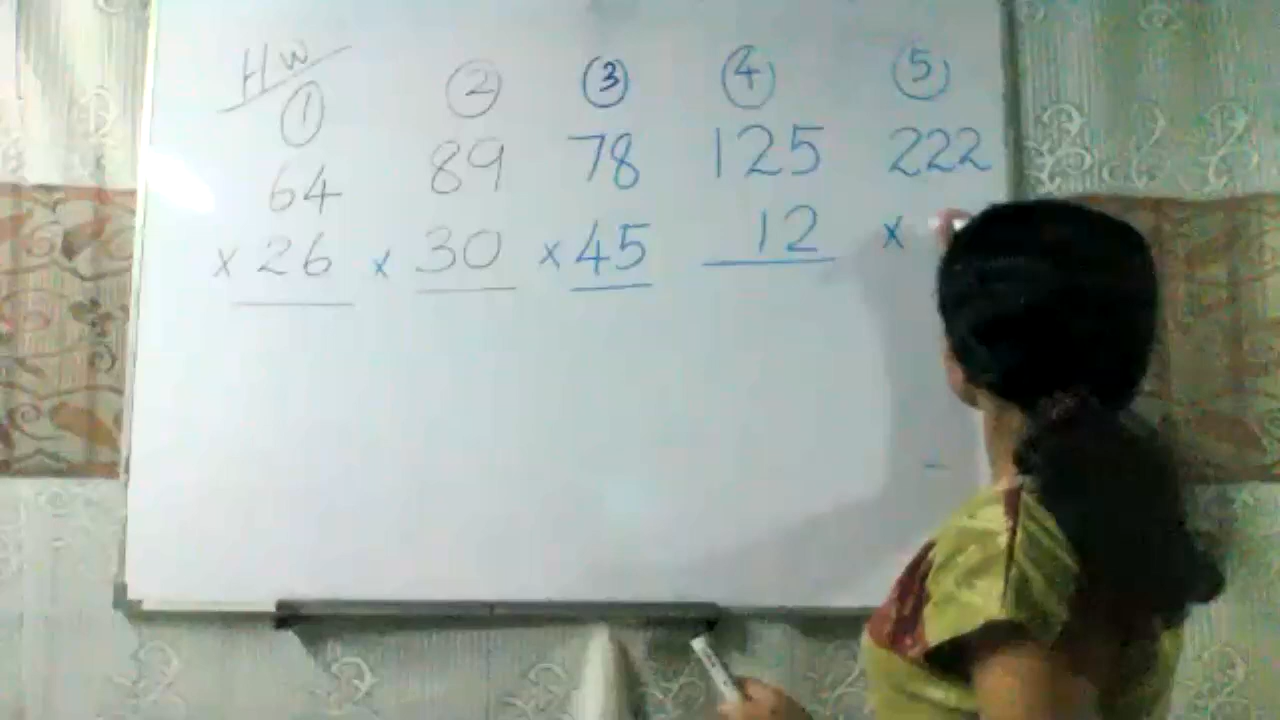 HW
① ② ③ ④ ⑤
64 89 78 125 222
x 26 x 30 x 45 12 x